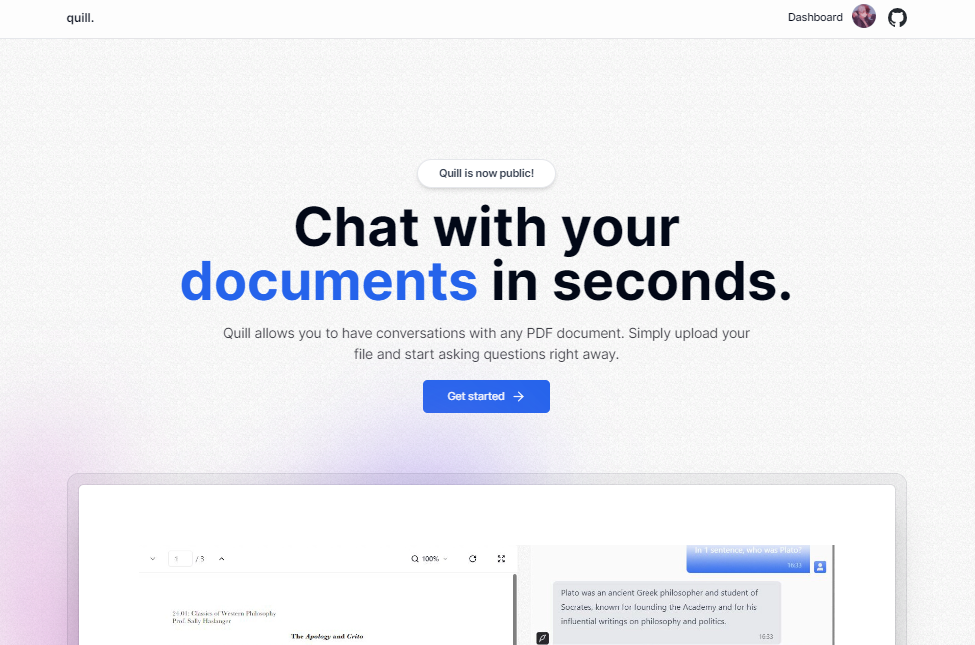 quill.
Dashboard
Quill is now public!
Chat with your
documents in seconds.
Quill allows you to have conversations with any PDF document. Simply upload your
file and start asking questions right away.
Get started
1 / 3
100%
In 1 sentence, who was Plato?
16:33
Plato was an ancient Greek philosopher and student of
Socrates, known for founding the Academy and for his
influential writings on philosophy and politics.
16:33
24.01: Classics of Western Philosophy
Prof. Sally Haslanger
The Apology and Crito